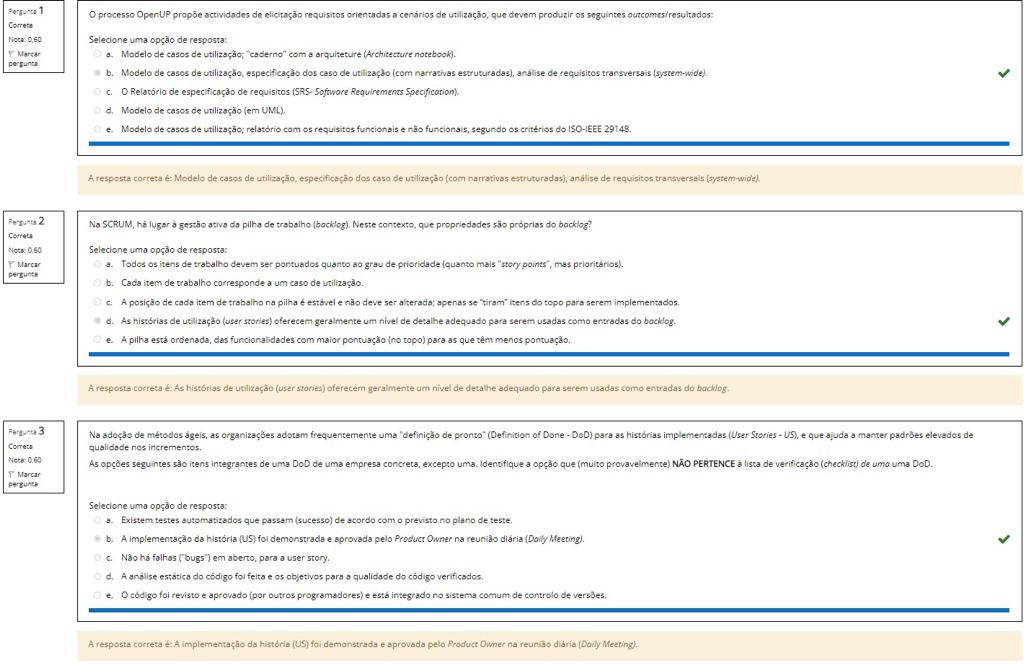 Pergunta 1
Correta
Nota: 0,60
Marcar
pergunta
O processo OpenUP propõe actividades de elicitação requisitos orientadas a cenários de utilização, que devem produzir os seguintes outcomes/resultados:
Selecione uma opção de resposta:
a. Modelo de casos de utilização; "caderno" com a arquiteture (Architecture notebook).
b. Modelo de casos de utilização, especificação dos caso de utilização (com narrativas estruturadas), análise de requisitos transversais (system-wide).
c. O Relatório de especificação de requisitos (SRS- Software Requirements Specification).
d. Modelo de casos de utilização (em UML).
e. Modelo de casos de utilização; relatório com os requisitos funcionais e não funcionais, segundo os critérios do ISO-IEEE 29148.
A resposta correta é: Modelo de casos de utilização, especificação dos caso de utilização (com narrativas estruturadas), análise de requisitos transversais (system-wide).
Pergunta 2
Correta
Nota: 0,60
Marcar
pergunta
Na SCRUM, há lugar à gestão ativa da pilha de trabalho (backlog). Neste contexto, que propriedades são próprias do backlog?
Selecione uma opção de resposta:
a. Todos os itens de trabalho devem ser pontuados quanto ao grau de prioridade (quanto mais "story points", mas prioritários).
b. Cada item de trabalho corresponde a um caso de utilização.
c. A posição de cada item de trabalho na pilha é estável e não deve ser alterada; apenas se "tiram" itens do topo para serem implementados.
d. As histórias de utilização (user stories) oferecem geralmente um nível de detalhe adequado para serem usadas como entradas do backlog.
e. A pilha está ordenada, das funcionalidades com maior pontuação (no topo) para as que têm menos pontuação.
A resposta correta é: As histórias de utilização (user stories) oferecem geralmente um nível de detalhe adequado para serem usadas como entradas do backlog.
Pergunta 3
Correta
Nota: 0,60
Marcar
pergunta
Na adoção de métodos ágeis, as organizações adotam frequentemente uma "definição de pronto" (Definition of Done - DoD) para as histórias implementadas (User Stories - US), e que ajuda a manter padrões elevados de
qualidade nos incrementos.
As opções seguintes são itens integrantes de uma DoD de uma empresa concreta, excepto uma. Identifique a opção que (muito provavelmente) NÃO PERTENCE à lista de verificação (checklist) de uma uma DoD.
Selecione uma opção de resposta:
a. Existem testes automatizados que passam (sucesso) de acordo com o previsto no plano de teste.
b. A implementação da história (US) foi demonstrada e aprovada pelo Product Owner na reunião diária (Daily Meeting).
c. Não há falhas ("bugs") em aberto, para a user story.
d. A análise estática do código foi feita e os objetivos para a qualidade do código verificados.
e. O código foi revisto e aprovado (por outros programadores) e está integrado no sistema comum de controlo de versões.
A resposta correta é: A implementação da história (US) foi demonstrada e aprovada pelo Product Owner na reunião diária (Daily Meeting).